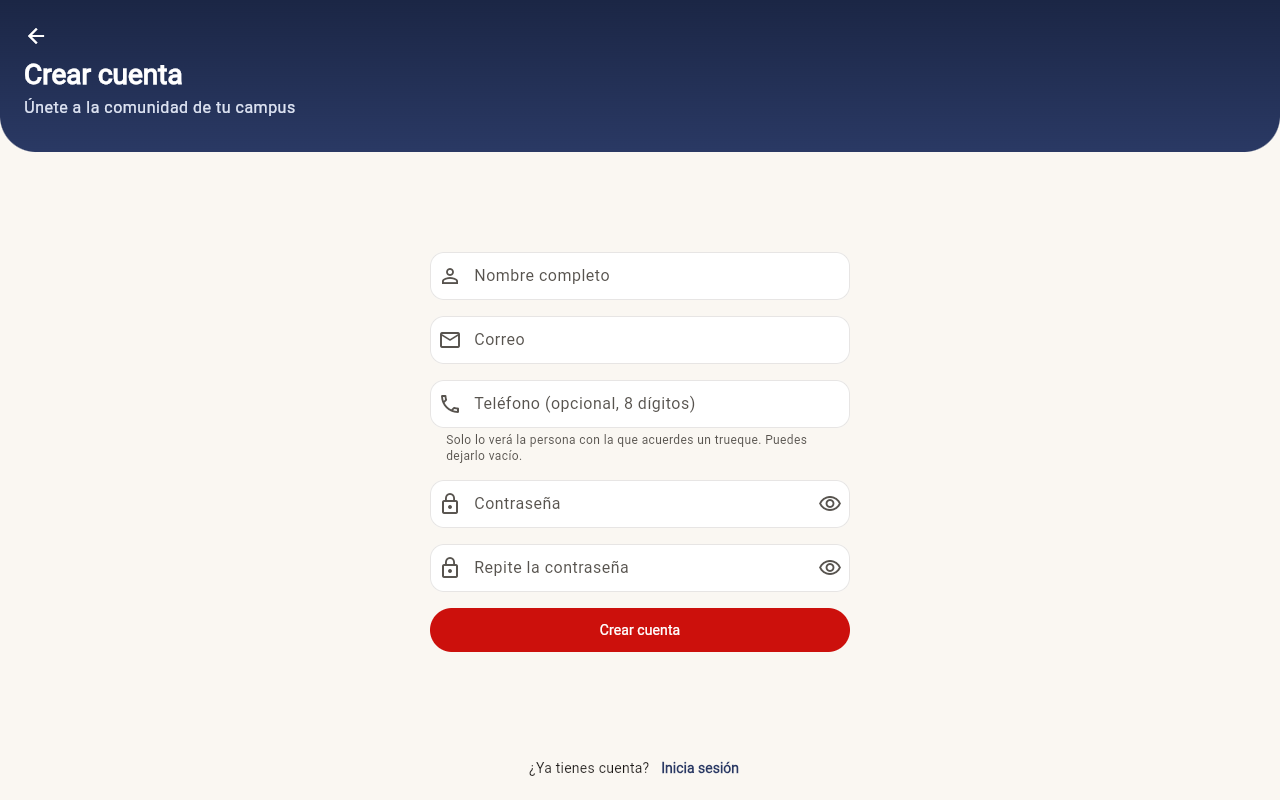 Crear cuenta
Únete a la comunidad de tu campus
Nombre completo
Correo
Teléfono (opcional, 8 dígitos)
Solo lo verá la persona con la que acuerdes un trueque. Puedes
dejarlo vacío.
Contraseña
Repite la contraseña
Crear cuenta
¿Ya tienes cuenta? Inicia sesión